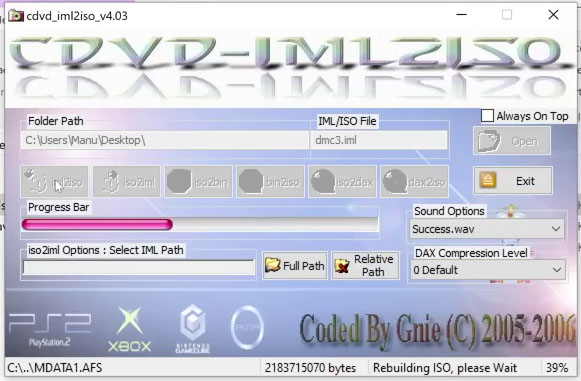 cdvd_iml2iso_v4.03
CDVD-IML2ISO
Folder Path
IML/ISO File
Always On Top
C:\Users\Manu\Desktop\
dmc3.iml
Open
iso2iml
iso2bin
bin2iso
iso2dax
dax2iso
Exit
Progress Bar
Sound Options
Success.wav
iso2iml Options : Select IML Path
Full Path
Relative Path
DAX Compression Level
0 Default
PS2
PlayStation.2
XBOX
NINTENDO
GAMECUBE
PSP
Coded By Gnie (C) 2005-2006
C:\..\MDATA1.AFS
2183715070 bytes
Rebuilding ISO, please Wait
39%